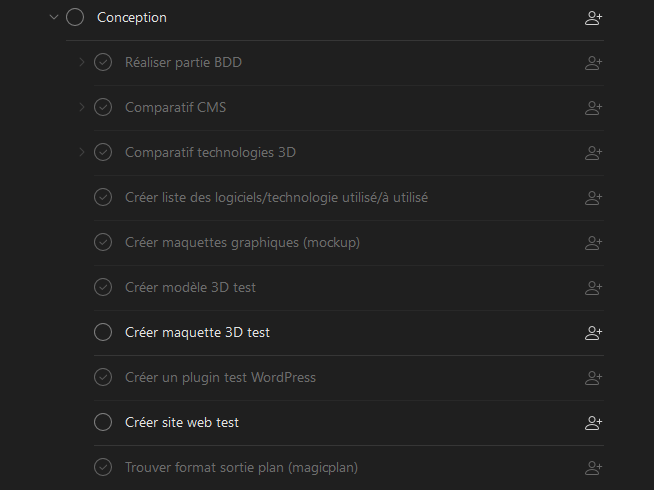 Conception
Réaliser partie BDD
Comparatif CMS
Comparatif technologies 3D
Créer liste des logiciels/technologie utilisé/à utilisé
Créer maquettes graphiques (mockup)
Créer modèle 3D test
Créer maquette 3D test
Créer un plugin test WordPress
Créer site web test
Trouver format sortie plan (magicplan)